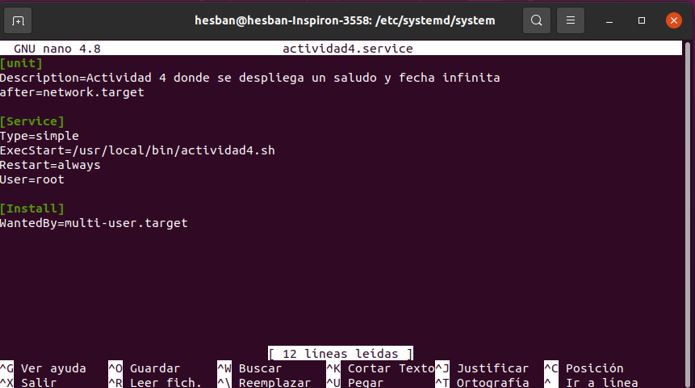 hesban@hesban-Inspiron-3558: /etc/systemd/system
GNU nano 4.8 actividad4.service
[unit]
Description=Actividad 4 donde se despliega un saludo y fecha infinita
after=network.target
[Service]
Type=simple
ExecStart=/usr/local/bin/actividad4.sh
Restart=always
User=root
[Install]
WantedBy=multi-user.target
[ 12 líneas leídas ]
^G Ver ayuda ^O Guardar ^W Buscar ^K Cortar Texto ^J Justificar ^C Posición
^X Salir ^R Leer fich. ^\ Reemplazar ^U Pegar ^T Ortografía ^_ Ir a línea